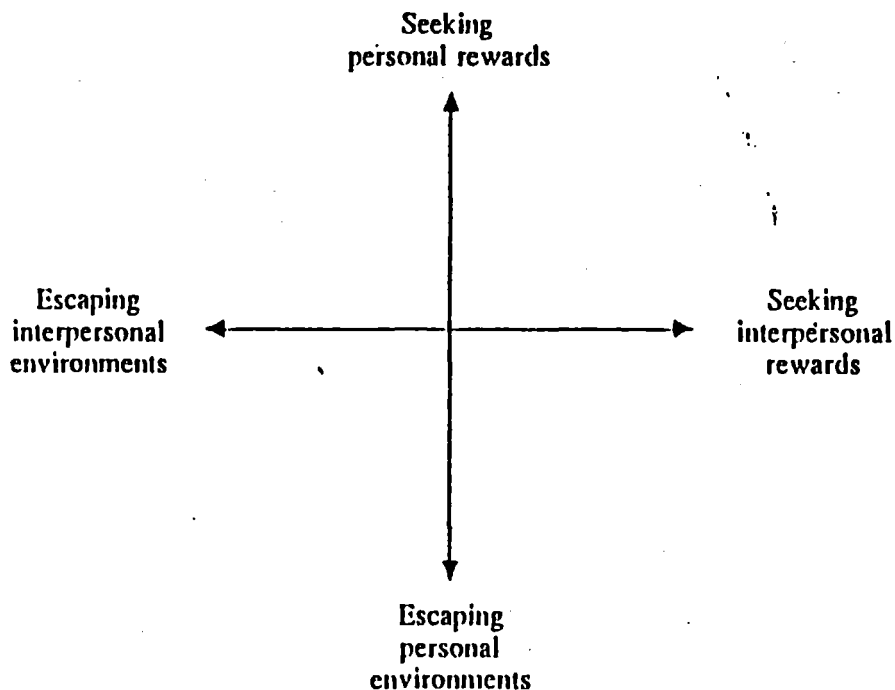 Seeking
personal rewards
Escaping
interpersonal
environments
Seeking
interpersonal
rewards
Escaping
personal
environments